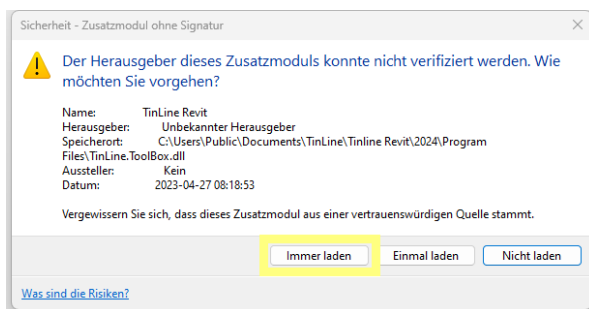 Sicherheit - Zusatzmodul ohne Signatur
Der Herausgeber dieses Zusatzmoduls konnte nicht verifiziert werden. Wie
möchten Sie vorgehen?
Name: TinLine Revit
Herausgeber: Unbekannter Herausgeber
Speicherort: C:\Users\Public\Documents\TinLine\Tinline Revit\2024\Program
Files\TinLine.ToolBox.dll
Aussteller: Kein
Datum: 2023-04-27 08:18:53
Vergewissern Sie sich, dass dieses Zusatzmodul aus einer vertrauenswürdigen Quelle stammt.
Immer laden Einmal laden Nicht laden
Was sind die Risiken?